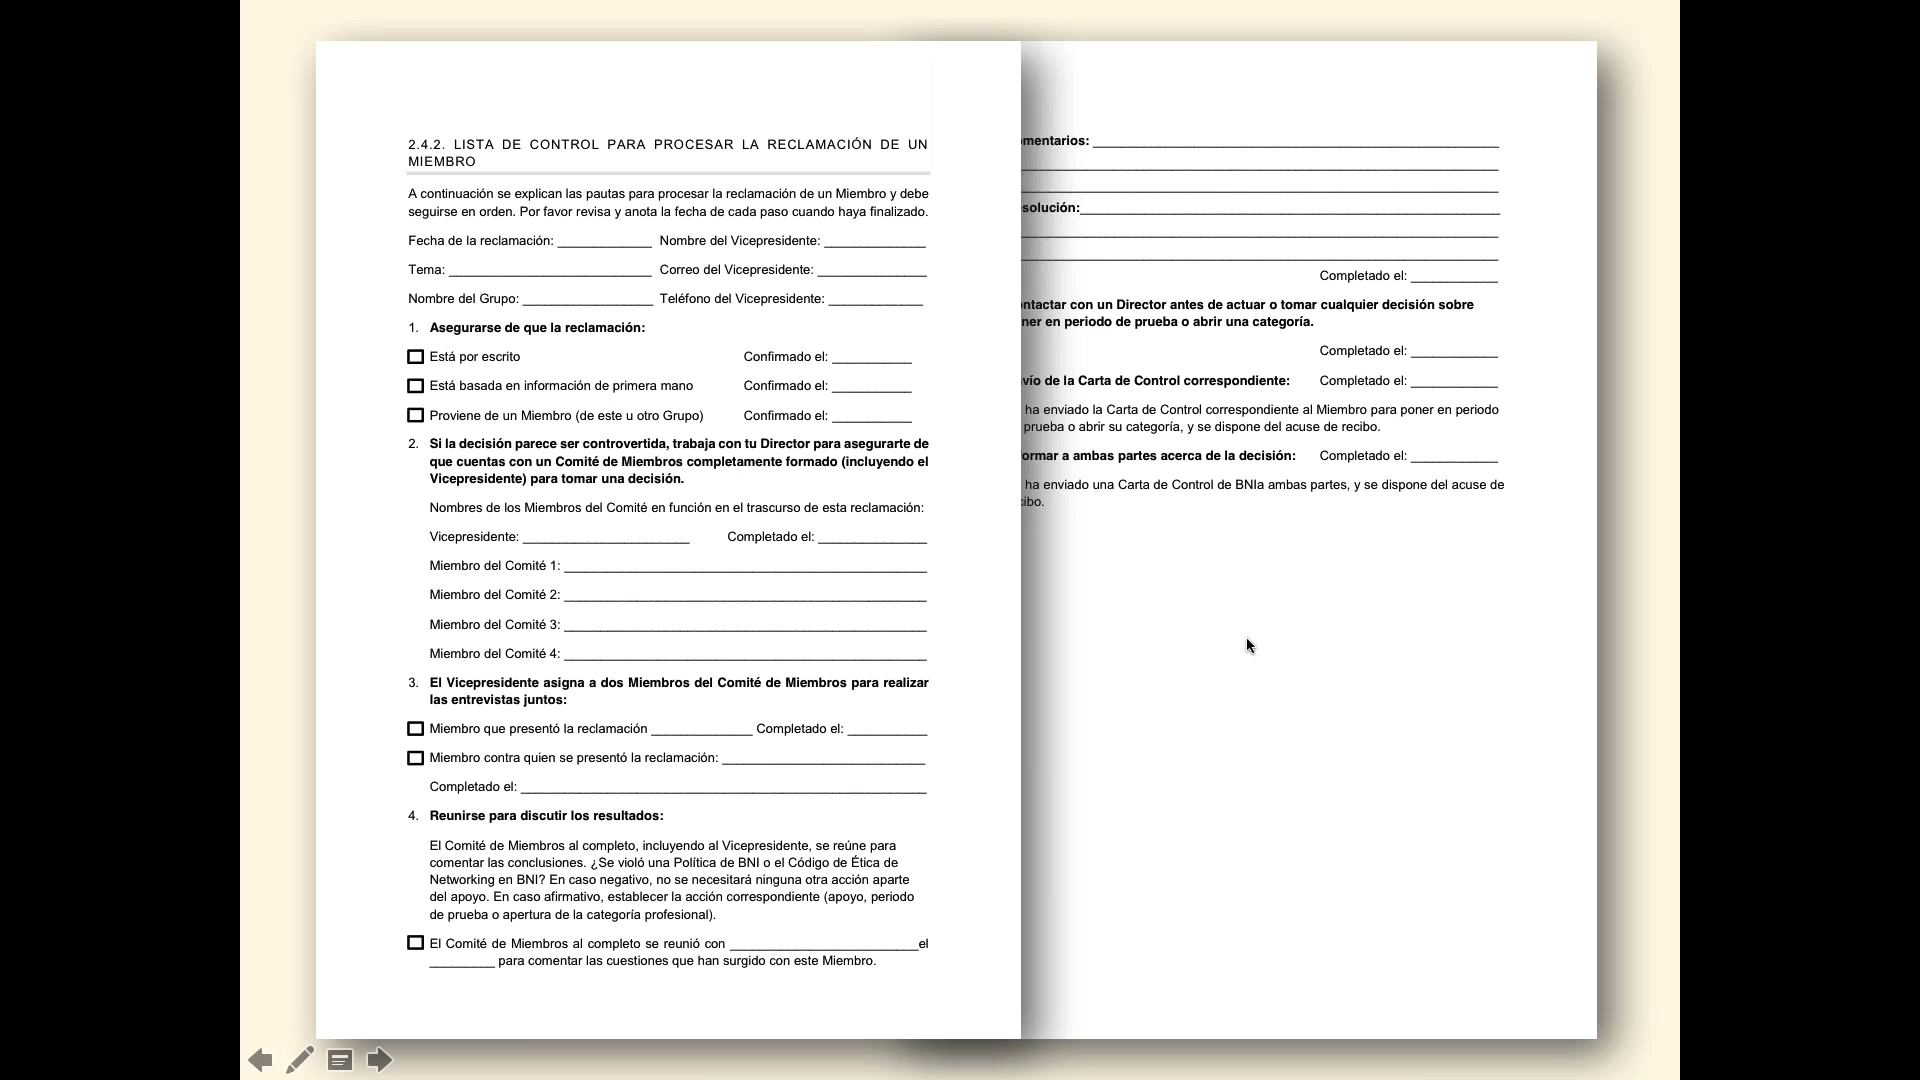 2.4.2. LISTA DE CONTROL PARA PROCESAR LA RECLAMACIÓN DE UN
MIEMBRO
A continuación se explican las pautas para procesar la reclamación de un Miembro y debe
seguirse en orden. Por favor revisa y anota la fecha de cada paso cuando haya finalizado.
Fecha de la reclamación: _____________ Nombre del Vicepresidente: ______________
Tema: ____________________________ Correo del Vicepresidente: _______________
Nombre del Grupo: __________________ Teléfono del Vicepresidente: _____________
1. Asegurarse de que la reclamación:
Está por escrito Confirmado el: ___________
Está basada en información de primera mano Confirmado el: ___________
Proviene de un Miembro (de este u otro Grupo) Confirmado el: ___________
2. Si la decisión parece ser controvertida, trabaja con tu Director para asegurarte de
que cuentas con un Comité de Miembros completamente formado (incluyendo el
Vicepresidente) para tomar una decisión.
Nombres de los Miembros del Comité en función en el trascurso de esta reclamación:
Vicepresidente: _______________________ Completado el: _______________
Miembro del Comité 1: __________________________________________________
Miembro del Comité 2: __________________________________________________
Miembro del Comité 3: __________________________________________________
Miembro del Comité 4: __________________________________________________
3. El Vicepresidente asigna a dos Miembros del Comité de Miembros para realizar
las entrevistas juntos:
Miembro que presentó la reclamación ______________ Completado el: ___________
Miembro contra quien se presentó la reclamación: ____________________________
Completado el: ________________________________________________________
4. Reunirse para discutir los resultados:
El Comité de Miembros al completo, incluyendo al Vicepresidente, se reúne para
comentar las conclusiones. ¿Se violó una Política de BNI o el Código de Ética de
Networking en BNI? En caso negativo, no se necesitará ninguna otra acción aparte
del apoyo. En caso afirmativo, establecer la acción correspondiente (apoyo, periodo
de prueba o apertura de la categoría profesional).
El Comité de Miembros al completo se reunió con __________________________el
_________ para comentar las cuestiones que han surgido con este Miembro.
mentarios: ________________________________________________________
solución:__________________________________________________________
Completado el: ____________
ntactar con un Director antes de actuar o tomar cualquier decisión sobre
ner en periodo de prueba o abrir una categoría.
Completado el: ____________
vío de la Carta de Control correspondiente: Completado el: ____________
ha enviado la Carta de Control correspondiente al Miembro para poner en periodo
prueba o abrir su categoría, y se dispone del acuse de recibo.
ormar a ambas partes acerca de la decisión: Completado el: ____________
ha enviado una Carta de Control de BNIa ambas partes, y se dispone del acuse de
cibo.